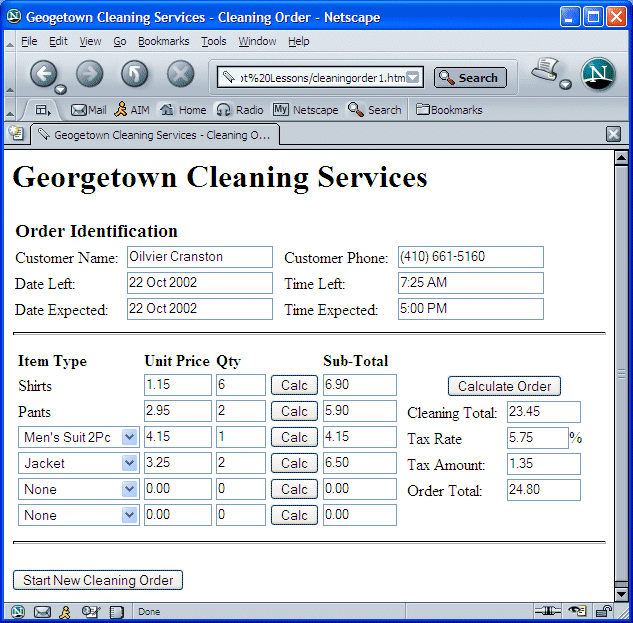 Geogetown Cleaning Services - Cleaning Order - Netscape
File Edit View Go Bookmarks Tools Window Help
ot%20Lessons/cleaningorder1.htm Search
Mail AIM Home Radio My Netscape Search Bookmarks
Geogetown Cleaning Services - Cleaning O...
Georgetown Cleaning Services
Order Identification
Customer Name: Oilvier Cranston Customer Phone: (410) 661-5160
Date Left: 22 Oct 2002 Time Left: 7:25 AM
Date Expected: 22 Oct 2002 Time Expected: 5:00 PM
Item Type Unit Price Qty Sub-Total
Shirts 1.15 6 Calc 6.90 Calculate Order
Pants 2.95 2 Calc 5.90 Cleaning Total: 23.45
Men's Suit 2Pc 4.15 1 Calc 4.15 Tax Rate 5.75 %
Jacket 3.25 2 Calc 6.50 Tax Amount: 1.35
None 0.00 0 Calc 0.00 Order Total: 24.80
None 0.00 0 Calc 0.00
Start New Cleaning Order
Done